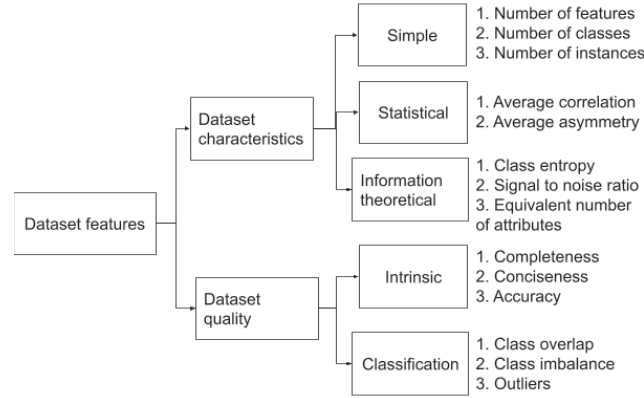 Dataset features
Dataset
characteristics
Dataset
quality
Simple
1. Number of features
2. Number of classes
3. Number of instances
Statistical
1. Average correlation
2. Average asymmetry
Information
theoretical
1. Class entropy
2. Signal to noise ratio
3. Equivalent number
of attributes
Intrinsic
1. Completeness
2. Conciseness
3. Accuracy
Classification
1. Class overlap
2. Class imbalance
3. Outliers